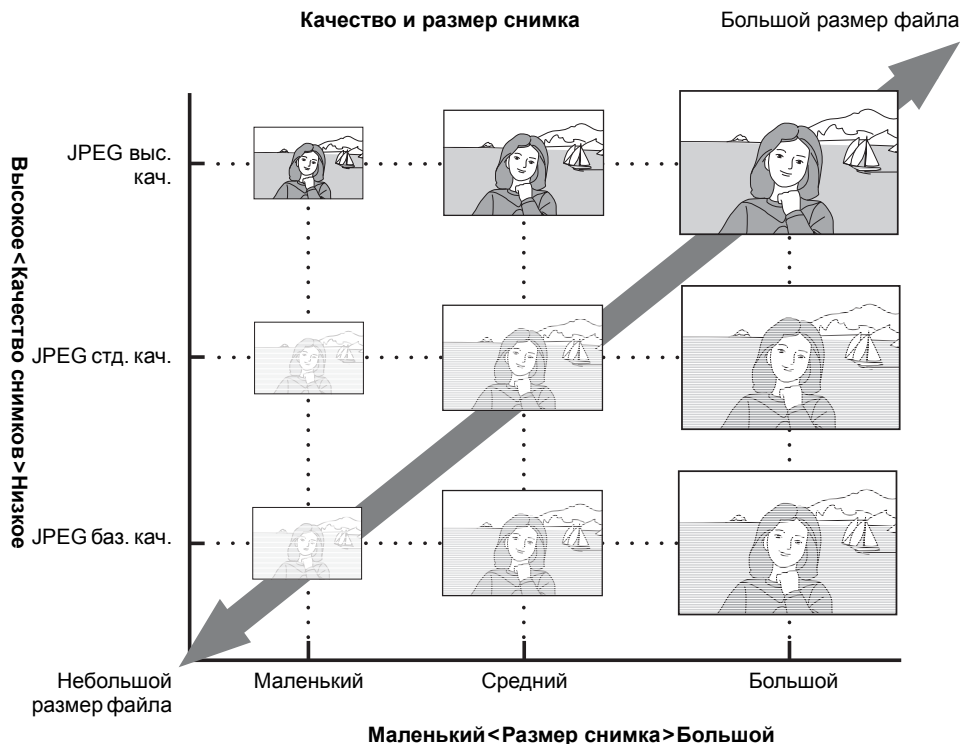 Качество и размер снимка
Большой размер файла
Высокое<Качество снимков>Низкое
JPEG выс.
кач.
JPEG стд. кач.
JPEG баз. кач.
Небольшой
размер файла
Маленький
Средний
Большой
Маленький<Размер снимка>Большой